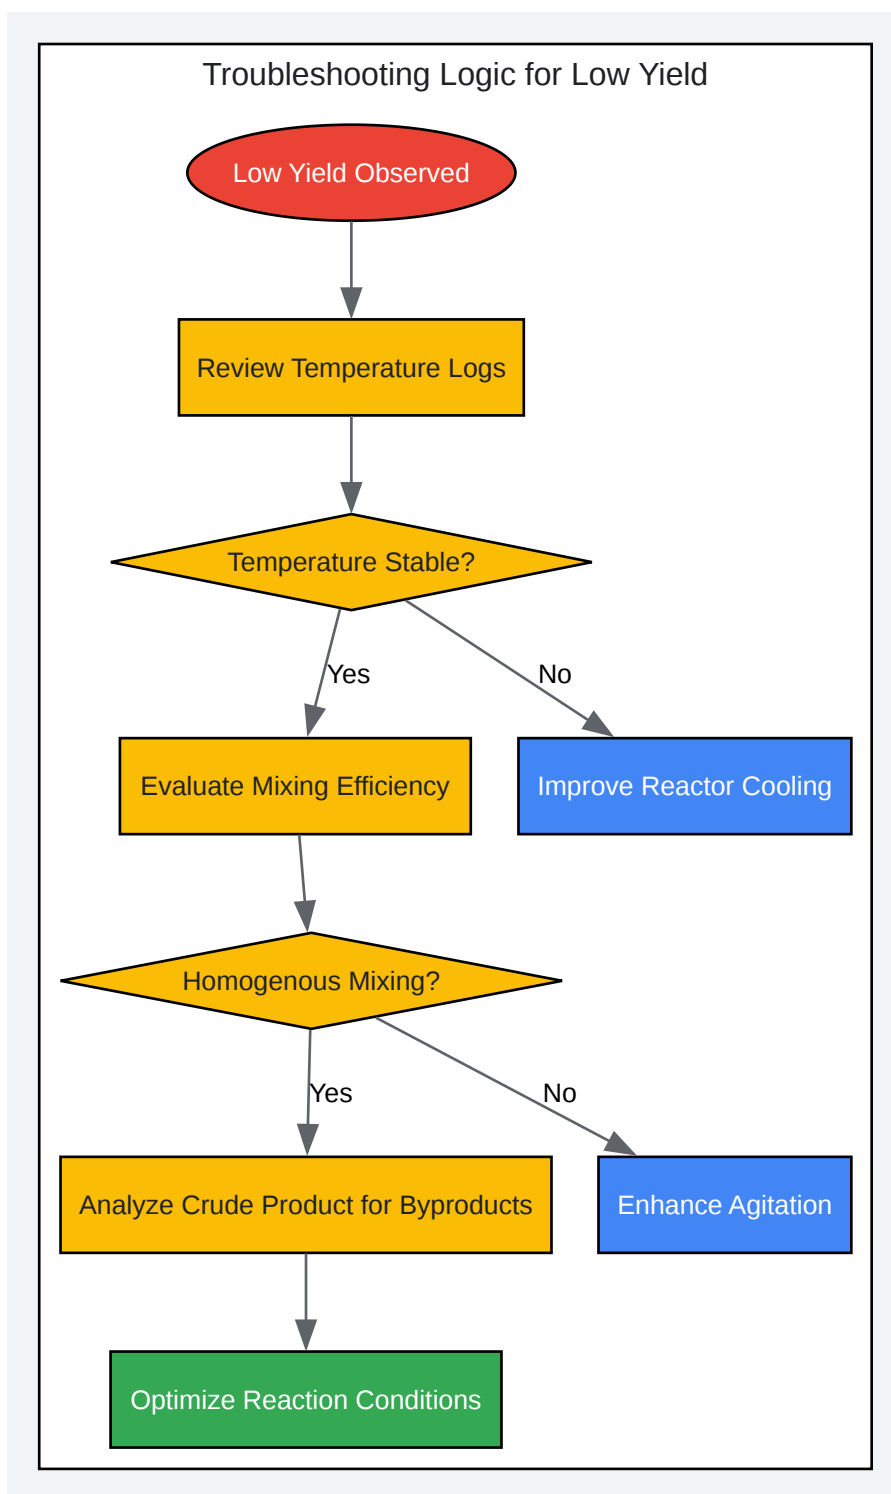 Troubleshooting Logic for Low Yield
Low Yield Observed
Review Temperature Logs
Temperature Stable?
Yes
No
Evaluate Mixing Efficiency
Improve Reactor Cooling
Homogenous Mixing?
Yes
No
Analyze Crude Product for Byproducts
Enhance Agitation
Optimize Reaction Conditions